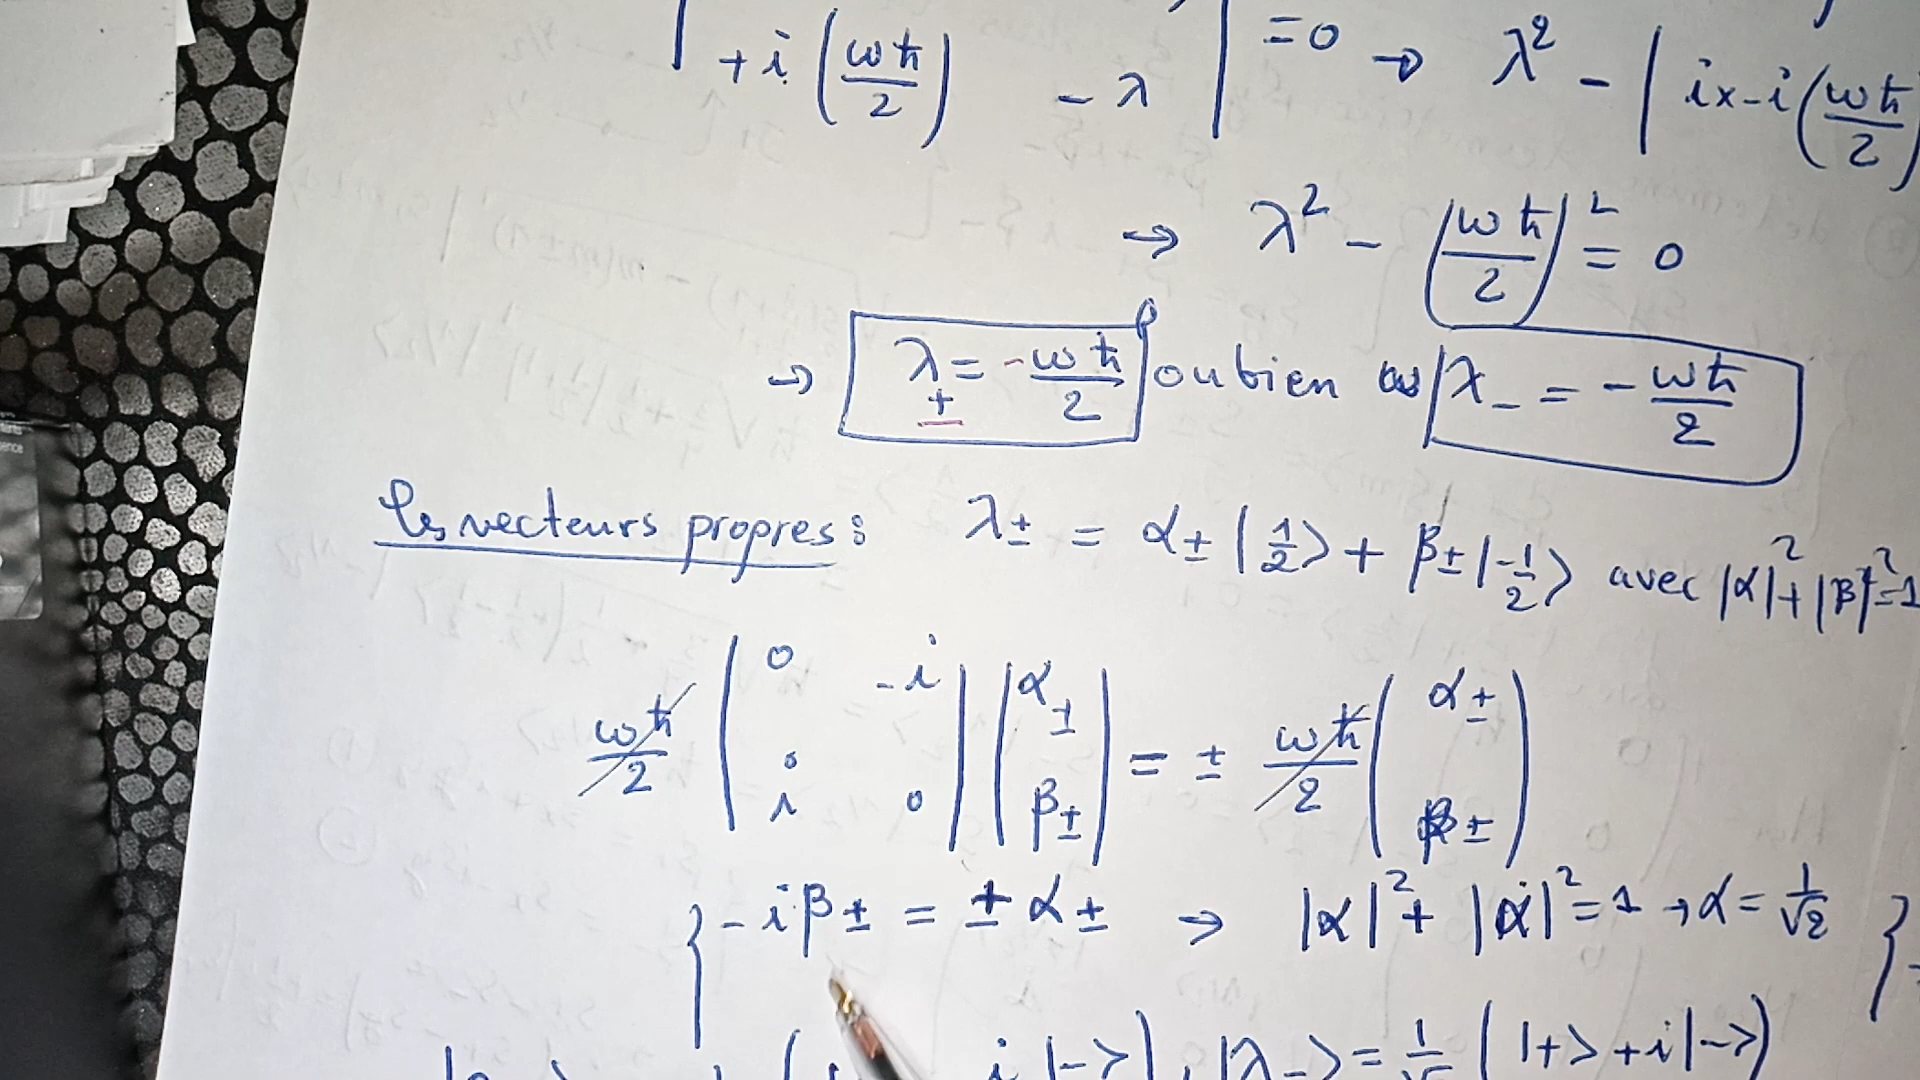 +i (ωħ/2) -λ | =0 → λ² - | ix-i(ωħ/2)
→ λ² - (ωħ/2)² = 0
→ λ+ = -ωħ/2 ou bien λ_ = - ωħ/2
les vecteurs propres : λ± = α± |1/2⟩ + β± |-1/2⟩ avec |α|²+|β|²=1
ωħ/2 | 0 -i | | α± | = ± ωħ/2 ( α± )
| i 0 | | β± | ( β± )
{ -iβ± = ± α± → |α|² + |α|² = 1 → α = 1/√2 }
i |-⟩ ) , |λ_⟩ = 1/√ ( |+⟩ +i|-⟩ )